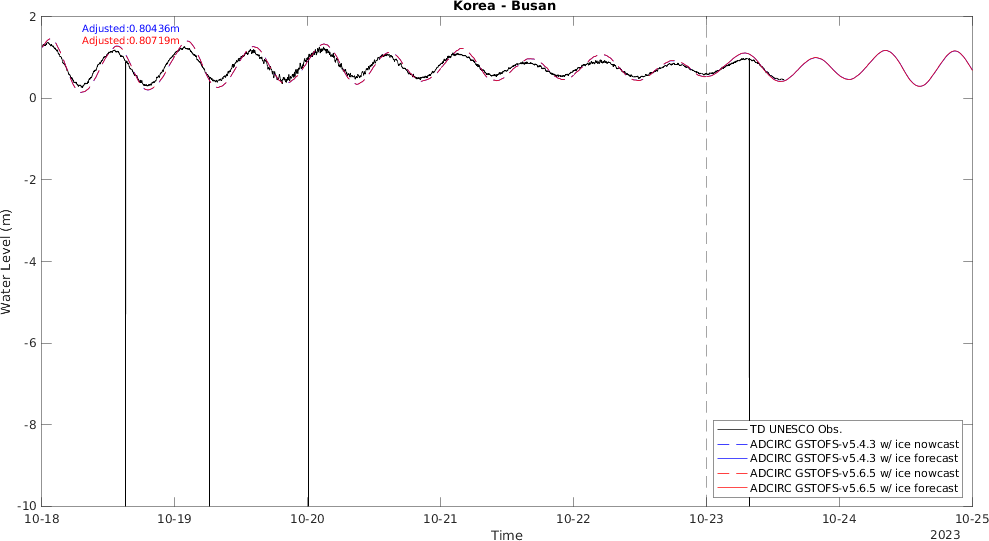 Korea - Busan
Adjusted:0.80436m
Adjusted:0.80719m
2
0
-2
-4
-6
-8
-10
Water Level (m)
TD UNESCO Obs.
ADCIRC GSTOFS-v5.4.3 w/ ice nowcast
ADCIRC GSTOFS-v5.4.3 w/ ice forecast
ADCIRC GSTOFS-v5.6.5 w/ ice nowcast
ADCIRC GSTOFS-v5.6.5 w/ ice forecast
10-18 10-19 10-20 10-21 10-22 10-23 10-24 10-25
Time
2023